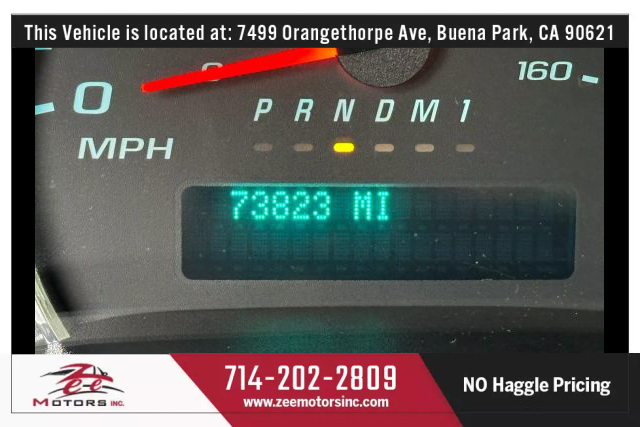 This Vehicle is located at: 7499 Orangethorpe Ave, Buena Park, CA 90621
0 160
P R N D M 1
MPH
73823 MI
Zee
MOTORS INC.
714-202-2809
www.zeemotorsinc.com
NO Haggle Pricing